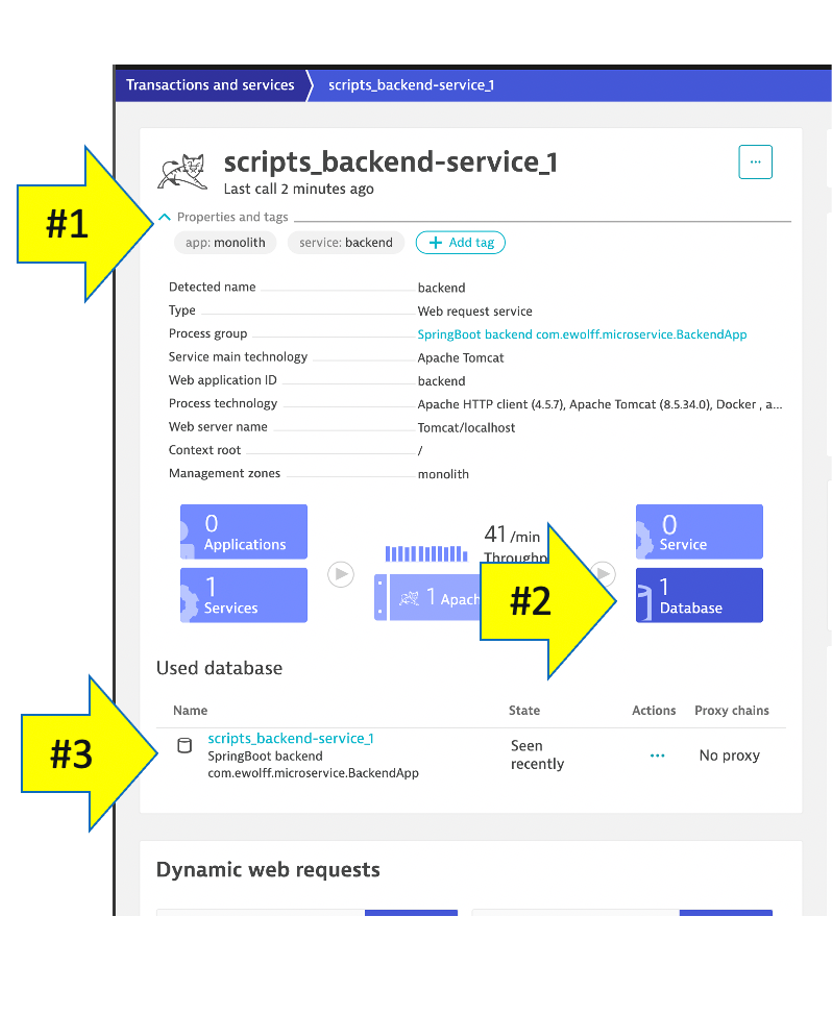 Transactions and services
scripts_backend-service_1
scripts_backend-service_1
...
Last call 2 minutes ago
#1
Properties and tags
app: monolith
service: backend
+ Add tag
Detected name backend
Type Web request service
Process group SpringBoot backend com.ewolff.microservice.BackendApp
Service main technology Apache Tomcat
Web application ID backend
Process technology Apache HTTP client (4.5.7), Apache Tomcat (8.5.34.0), Docker , a...
Web server name Tomcat/localhost
Context root /
Management zones monolith
0
Applications
1
Services
41 /min
1
#2
0
Service
1
Database
Used database
Name State Actions Proxy chains
#3
scripts_backend-service_1
SpringBoot backend
com.ewolff.microservice.BackendApp
Seen
recently
...
No proxy
Dynamic web requests